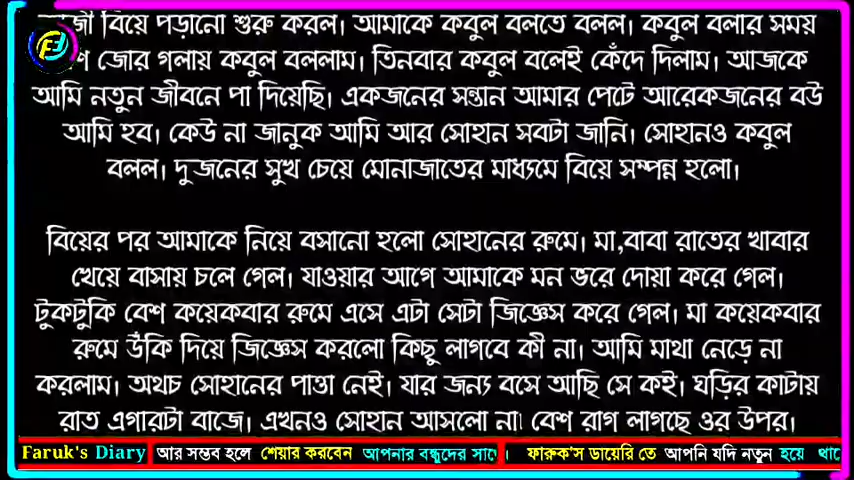 বিয়ে পড়ানো শুরু করল। আমাকে কবুল বলতে বলল। কবুল বলার সময়
জোর গলায় কবুল বললাম। তিনবার কবুল বলেই কেঁদে দিলাম। আজকে
আমি নতুন জীবনে পা দিয়েছি। একজনের সন্তান আমার পেটে আরেকজনের বউ
আমি হব। কেউ না জানুক আমি আর সোহান সবটা জানি। সোহানও কবুল
বলল। দু'জনের সুখ চেয়ে মোনাজাতের মাধ্যমে বিয়ে সম্পন্ন হলো।
বিয়ের পর আমাকে নিয়ে বসানো হলো সোহানের রুমে। মা,বাবা রাতের খাবার
খেয়ে বাসায় চলে গেল। যাওয়ার আগে আমাকে মন ভরে দোয়া করে গেল।
টুকটুকি বেশ কয়েকবার রুমে এসে এটা সেটা জিজ্ঞেস করে গেল। মা কয়েকবার
রুমে উঁকি দিয়ে জিজ্ঞেস করলো কিছু লাগবে কী না। আমি মাথা নেড়ে না
করলাম। অথচ সোহানের পাত্তা নেই। যার জন্য বসে আছি সে কই। ঘড়ির কাটায়
রাত এগারটা বাজে। এখনও সোহান আসলো না। বেশ রাগ লাগছে ওর উপর।
Faruk's Diary আর সম্ভব হলে শেয়ার করবেন আপনার বন্ধুদের ফারুক'স ডায়েরি তে আপনি যদি নতুন হয়ে